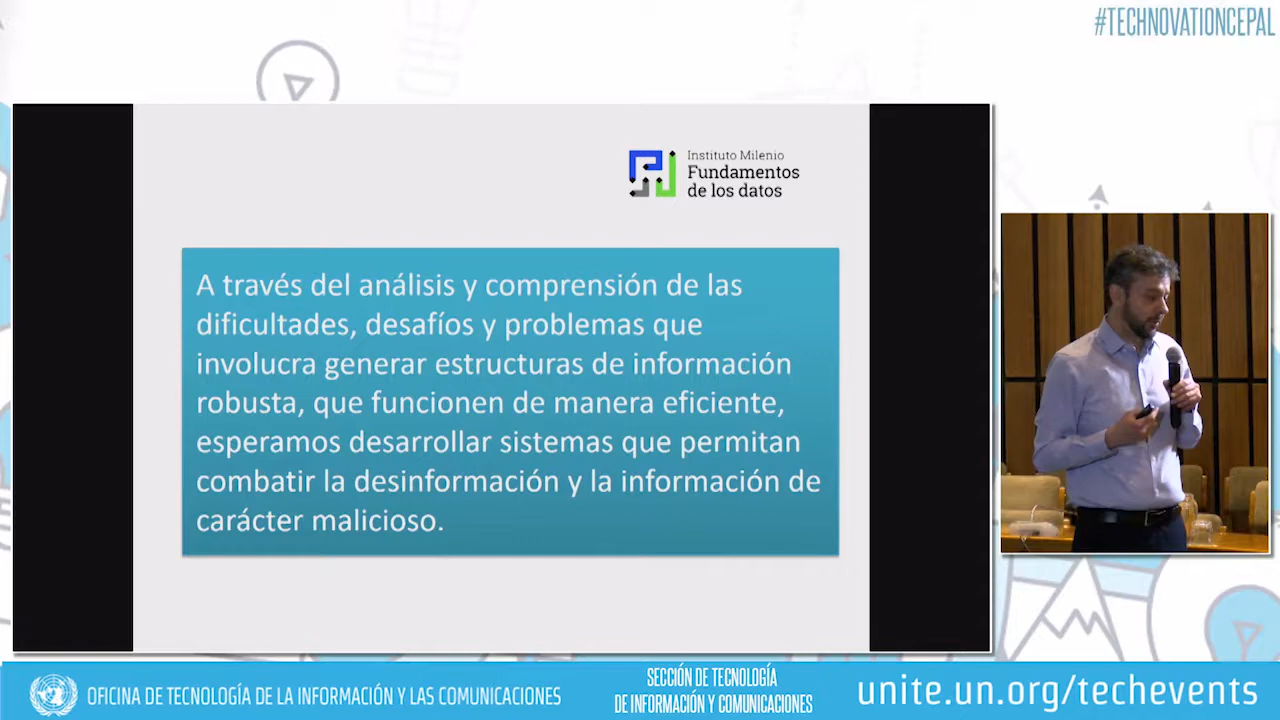 #TECHNOVATIONCEPAL
Instituto Milenio
Fundamentos
de los datos
A través del análisis y comprensión de las
dificultades, desafíos y problemas que
involucra generar estructuras de información
robusta, que funcionen de manera eficiente,
esperamos desarrollar sistemas que permitan
combatir la desinformación y la información de
carácter malicioso.
OFICINA DE TECNOLOGÍA DE LA INFORMACIÓN Y LAS COMUNICACIONES
SECCIÓN DE TECNOLOGÍA
DE INFORMACIÓN Y COMUNICACIONES
unite.un.org/techevents